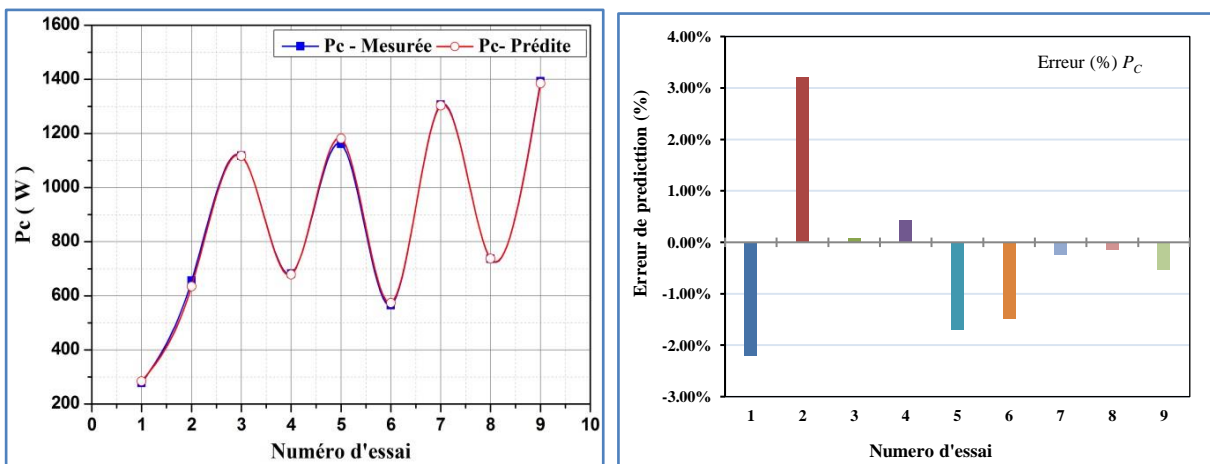 1600
1400
1200
1000
800
600
400
200
Pc ( W )
Pc - Mesurée
Pc- Prédite
0 1 2 3 4 5 6 7 8 9 10
Numéro d'essai
4.00%
3.00%
2.00%
1.00%
0.00%
-1.00%
-2.00%
-3.00%
Erreur de predicttion (%)
Erreur (%) PC
1 2 3 4 5 6 7 8 9
Numero d'essai